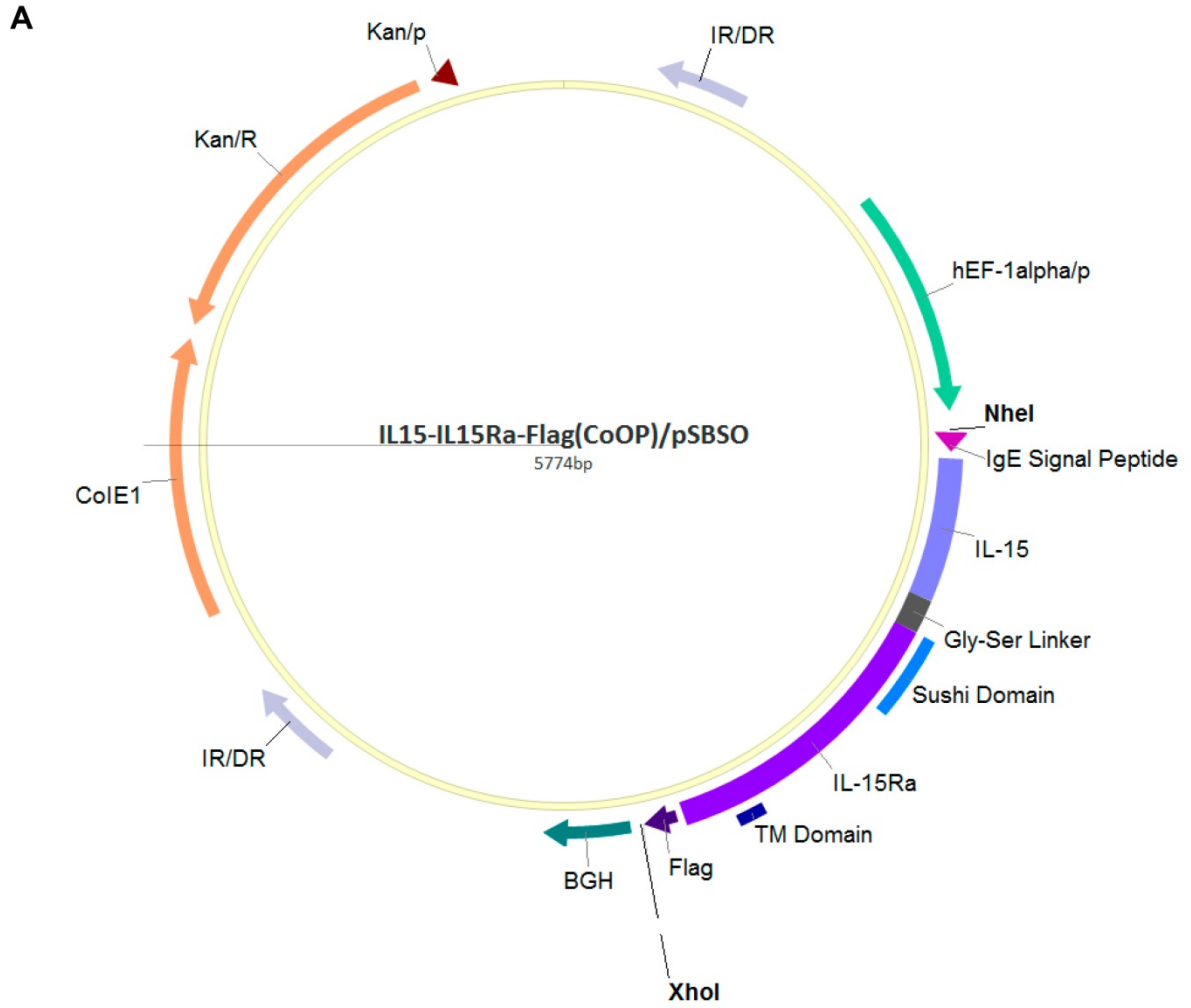 A
Kan/p
IR/DR
Kan/R
hEF-1alpha/p
NheI
IgE Signal Peptide
IL15-IL15Ra-Flag(CoOP)/pSBSO
5774bp
ColE1
IL-15
Gly-Ser Linker
Sushi Domain
IR/DR
IL-15Ra
TM Domain
Flag
BGH
XhoI